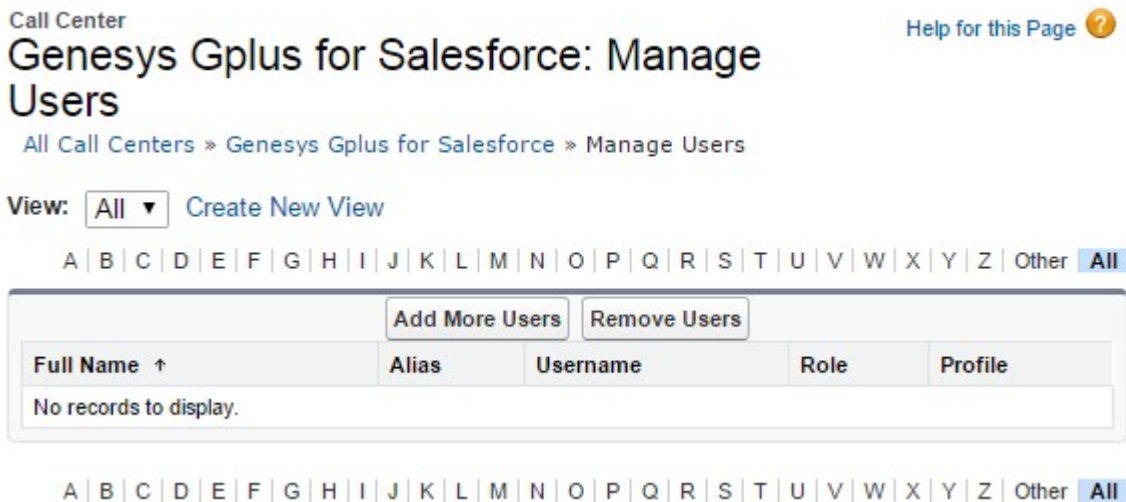 Call Center
Help for this Page ?
Genesys Gplus for Salesforce: Manage
Users
All Call Centers » Genesys Gplus for Salesforce » Manage Users
View: All ▼ Create New View
A | B | C | D | E | F | G | H | I | J | K | L | M | N | O | P | Q | R | S | T | U | V | W | X | Y | Z | Other | All
Add More Users Remove Users
Full Name ↑ Alias Username Role Profile
No records to display.
A | B | C | D | E | F | G | H | I | J | K | L | M | N | O | P | Q | R | S | T | U | V | W | X | Y | Z | Other | All